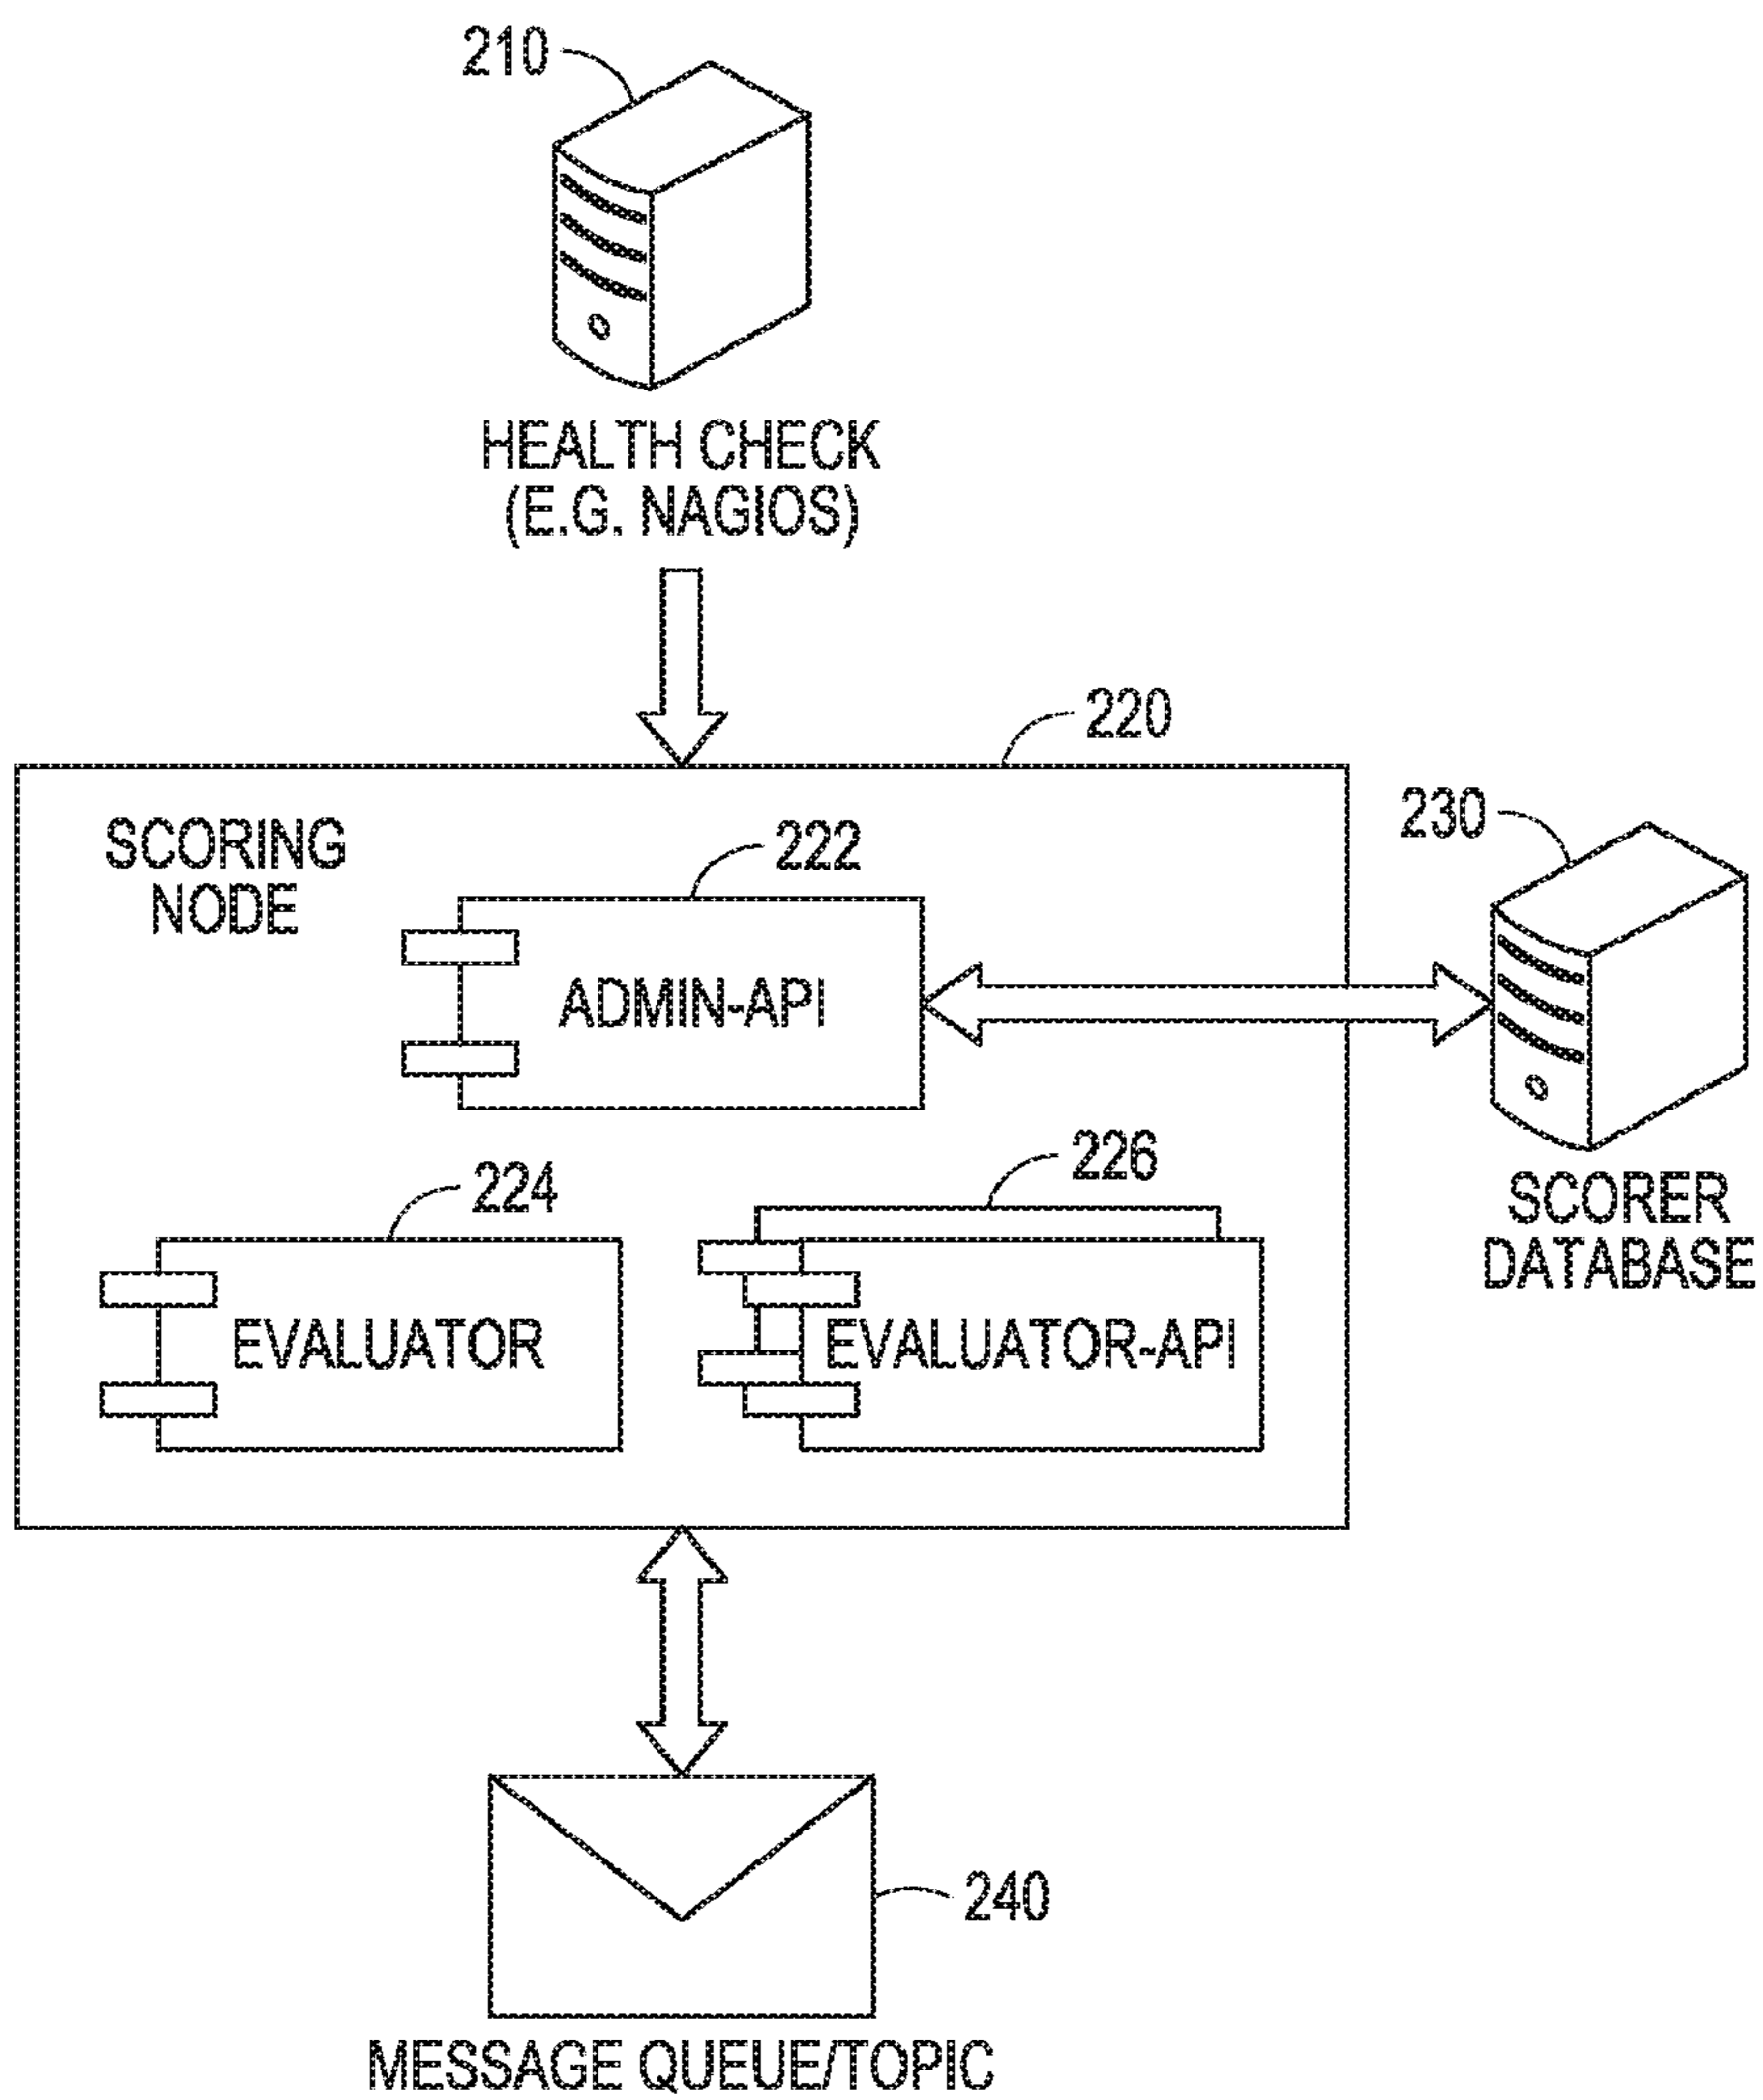 210
HEALTH CHECK
(E.G. NAGIOS)
220
SCORING
NODE
222
ADMIN-API
230
SCORER
DATABASE
224
EVALUATOR
226
EVALUATOR-API
240
MESSAGE QUEUE/TOPIC